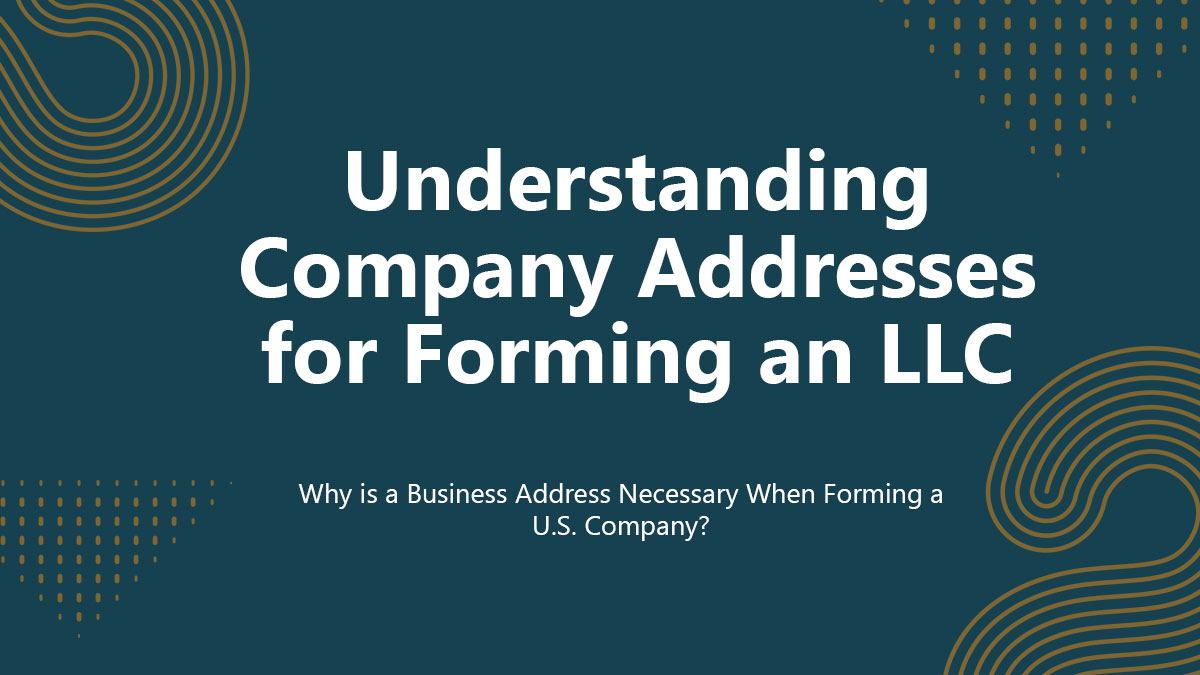 Understanding
Company Addresses
for Forming an LLC
Why is a Business Address Necessary When Forming a
U.S. Company?